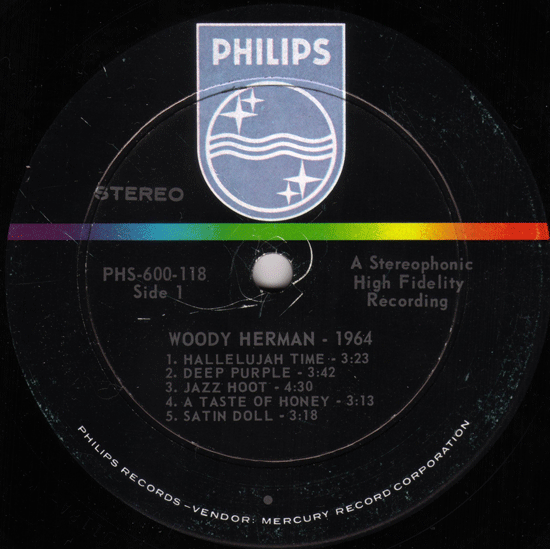 PHILIPS
STEREO
PHS-600-118
Side 1
A Stereophonic
High Fidelity
Recording
WOODY HERMAN - 1964
1. HALLELUJAH TIME - 3:23
2. DEEP PURPLE - 3:42
3. JAZZ HOOT - 4:30
4. A TASTE OF HONEY - 3:13
5. SATIN DOLL - 3:18
PHILIPS RECORDS–VENDOR: MERCURY RECORD CORPORATION